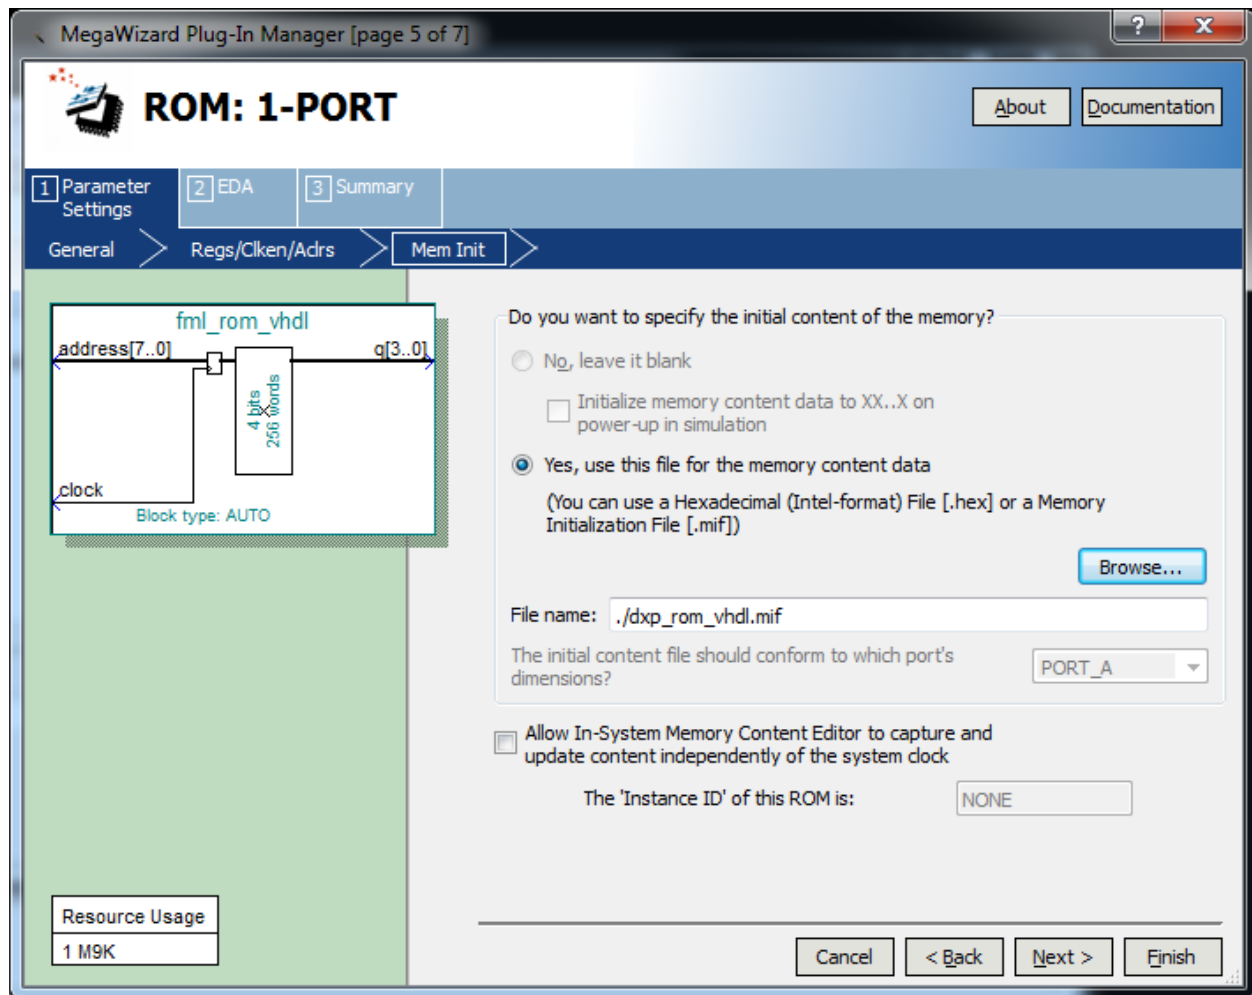 MegaWizard Plug-In Manager [page 5 of 7]
?
X
ROM: 1-PORT
About
Documentation
1 Parameter Settings
2 EDA
3 Summary
General
Regs/Clken/Aclrs
Mem Init
fml_rom_vhdl
address[7..0]
q[3..0]
4 bits
256 words
clock
Block type: AUTO
Do you want to specify the initial content of the memory?
No, leave it blank
Initialize memory content data to XX..X on
power-up in simulation
Yes, use this file for the memory content data
(You can use a Hexadecimal (Intel-format) File [.hex] or a Memory
Initialization File [.mif])
Browse...
File name: ./dxp_rom_vhdl.mif
The initial content file should conform to which port's
dimensions?
PORT_A
Allow In-System Memory Content Editor to capture and
update content independently of the system clock
The 'Instance ID' of this ROM is:
NONE
Resource Usage
1 M9K
Cancel
< Back
Next >
Finish